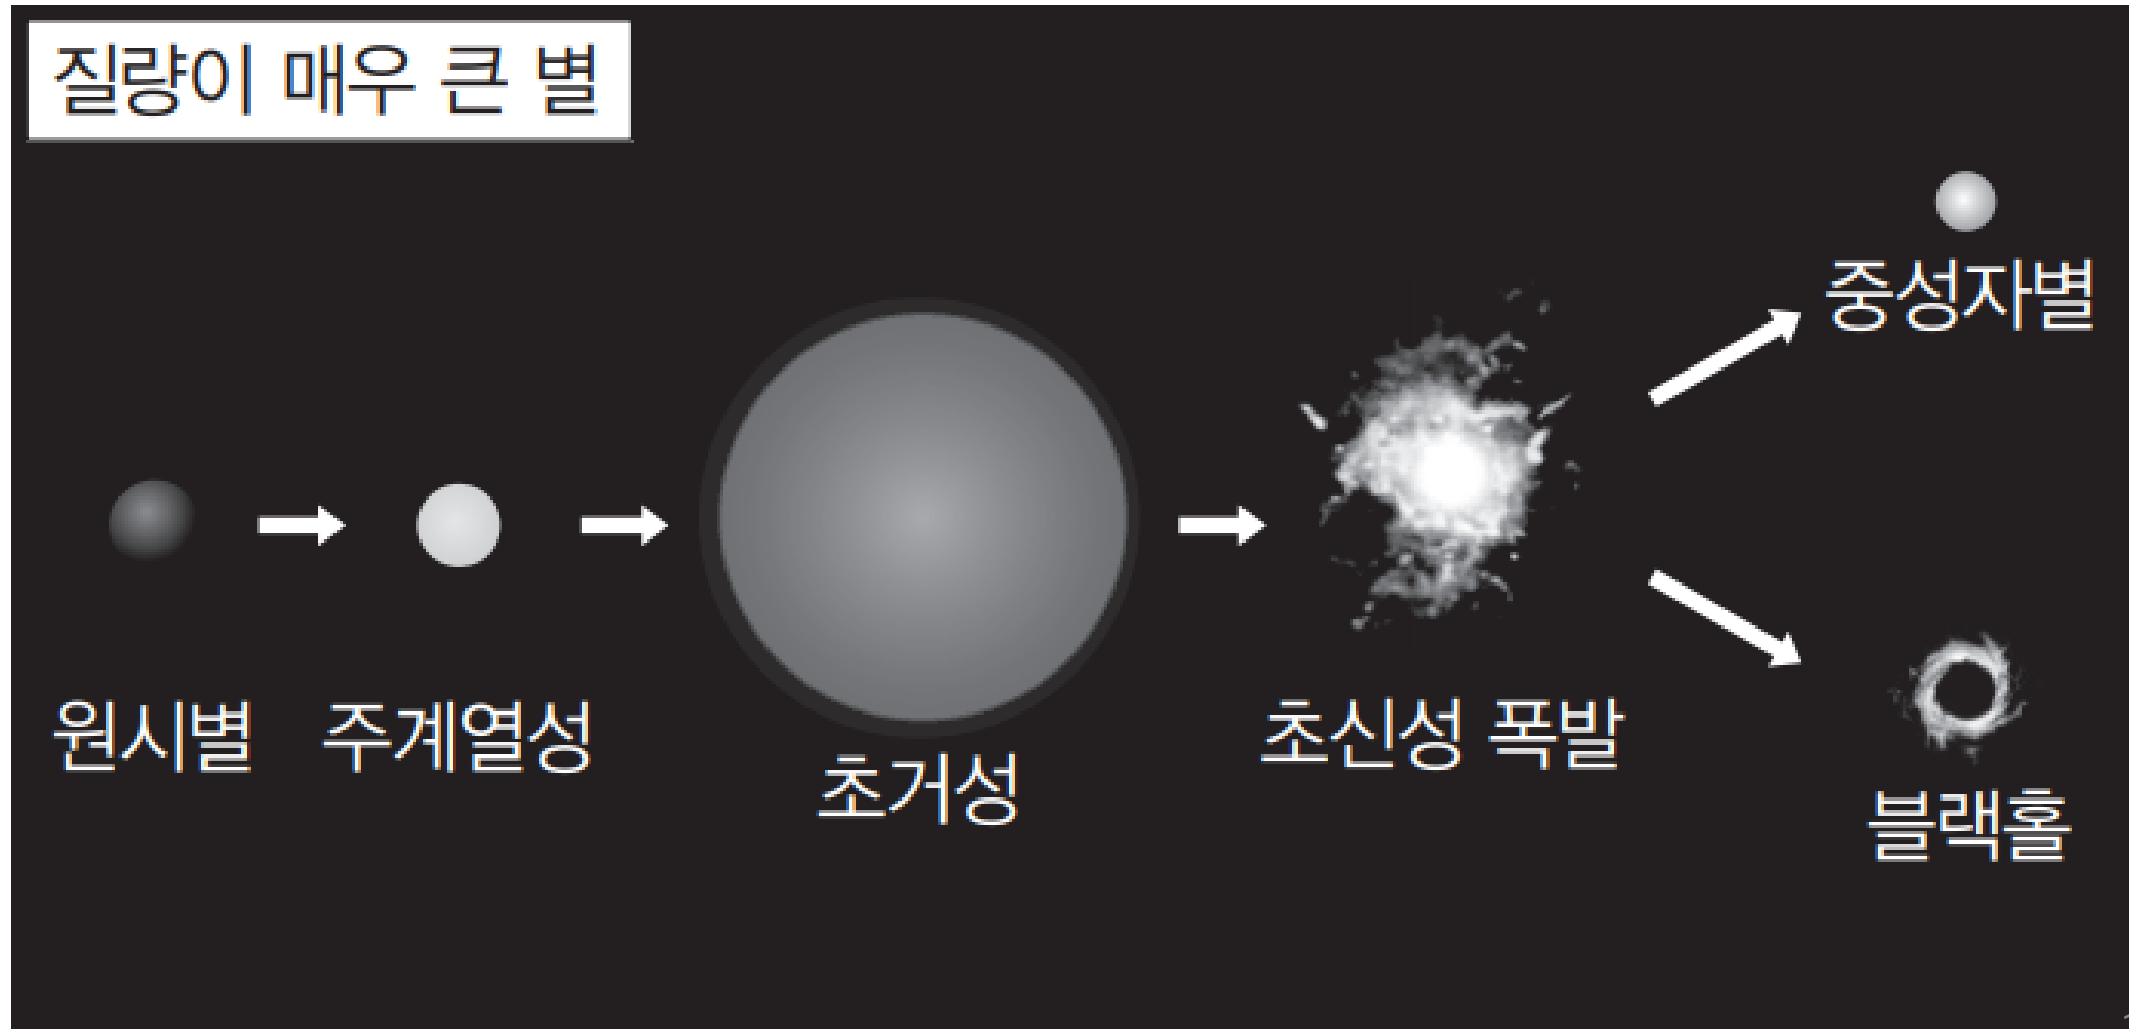 질량이 매우 큰 별
중성자별
원시별
주계열성
초거성
초신성 폭발
블랙홀